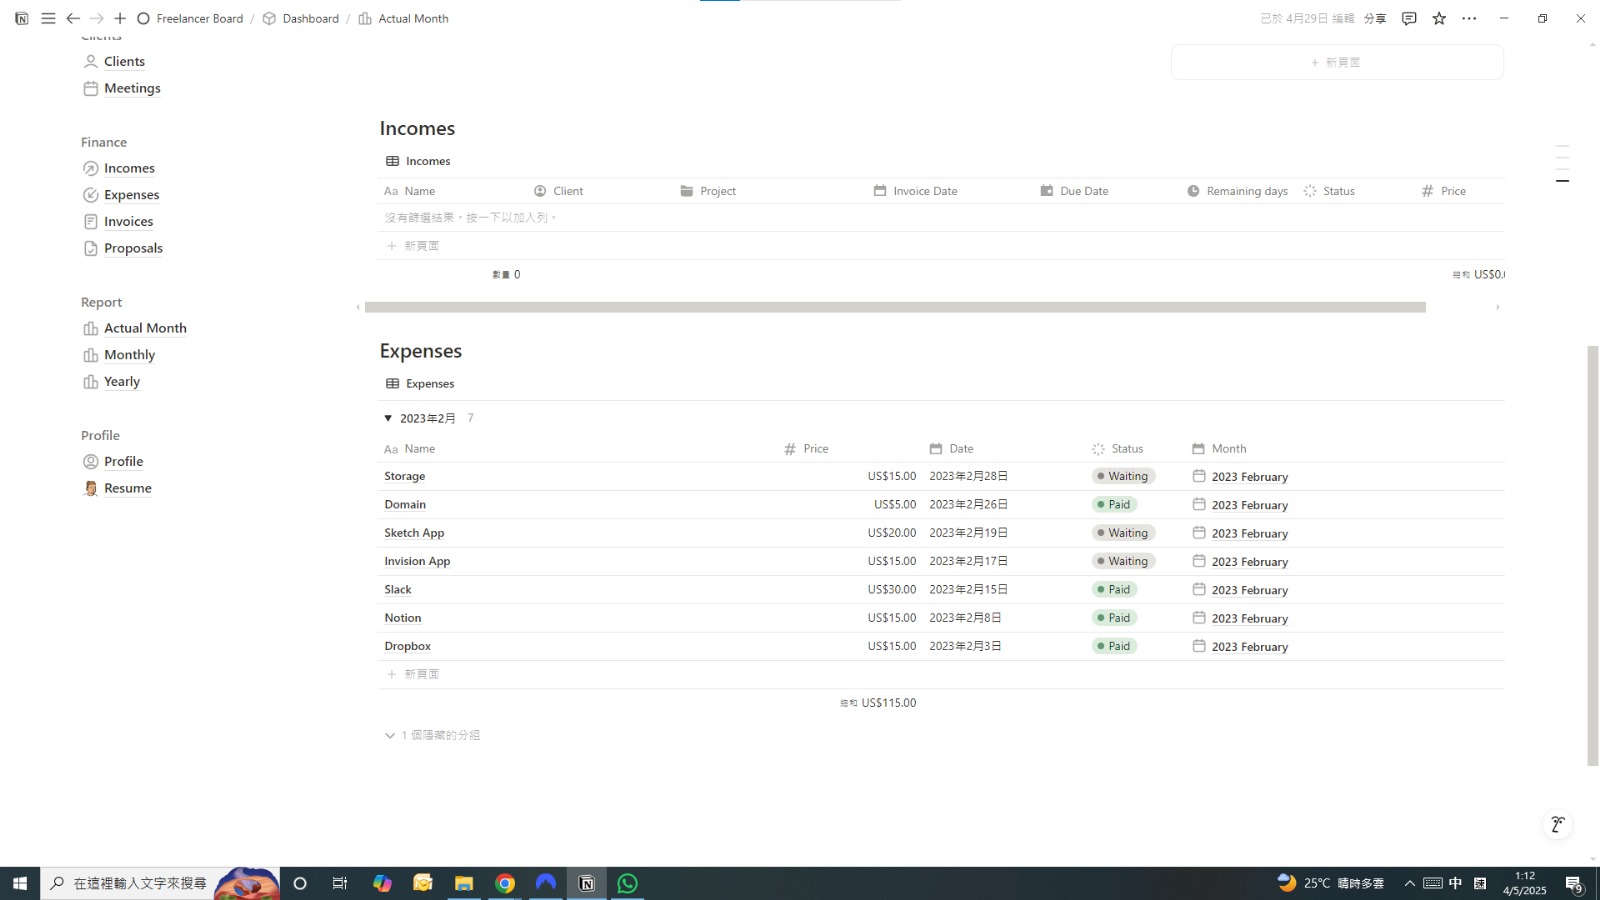 Freelancer Board / Dashboard / Actual Month
已於 4月29日 編輯 分享
Clients
Clients
Meetings
Finance
Incomes
Expenses
Invoices
Proposals
Report
Actual Month
Monthly
Yearly
Profile
Profile
Resume
+ 新頁面
Incomes
Incomes
Aa Name Client Project Invoice Date Due Date Remaining days Status # Price
沒有篩選結果。按一下以加入列。
+ 新頁面
數量 0
總和 US$0.0
Expenses
Expenses
2023年2月 7
Aa Name # Price Date Status Month
Storage US$15.00 2023年2月28日 Waiting 2023 February
Domain US$5.00 2023年2月26日 Paid 2023 February
Sketch App US$20.00 2023年2月19日 Waiting 2023 February
Invision App US$15.00 2023年2月17日 Waiting 2023 February
Slack US$30.00 2023年2月15日 Paid 2023 February
Notion US$15.00 2023年2月8日 Paid 2023 February
Dropbox US$15.00 2023年2月3日 Paid 2023 February
+ 新頁面
總和 US$115.00
1 個隱藏的分組
在這裡輸入文字來搜尋
25°C 晴時多雲
中
1:12
4/5/2025
9